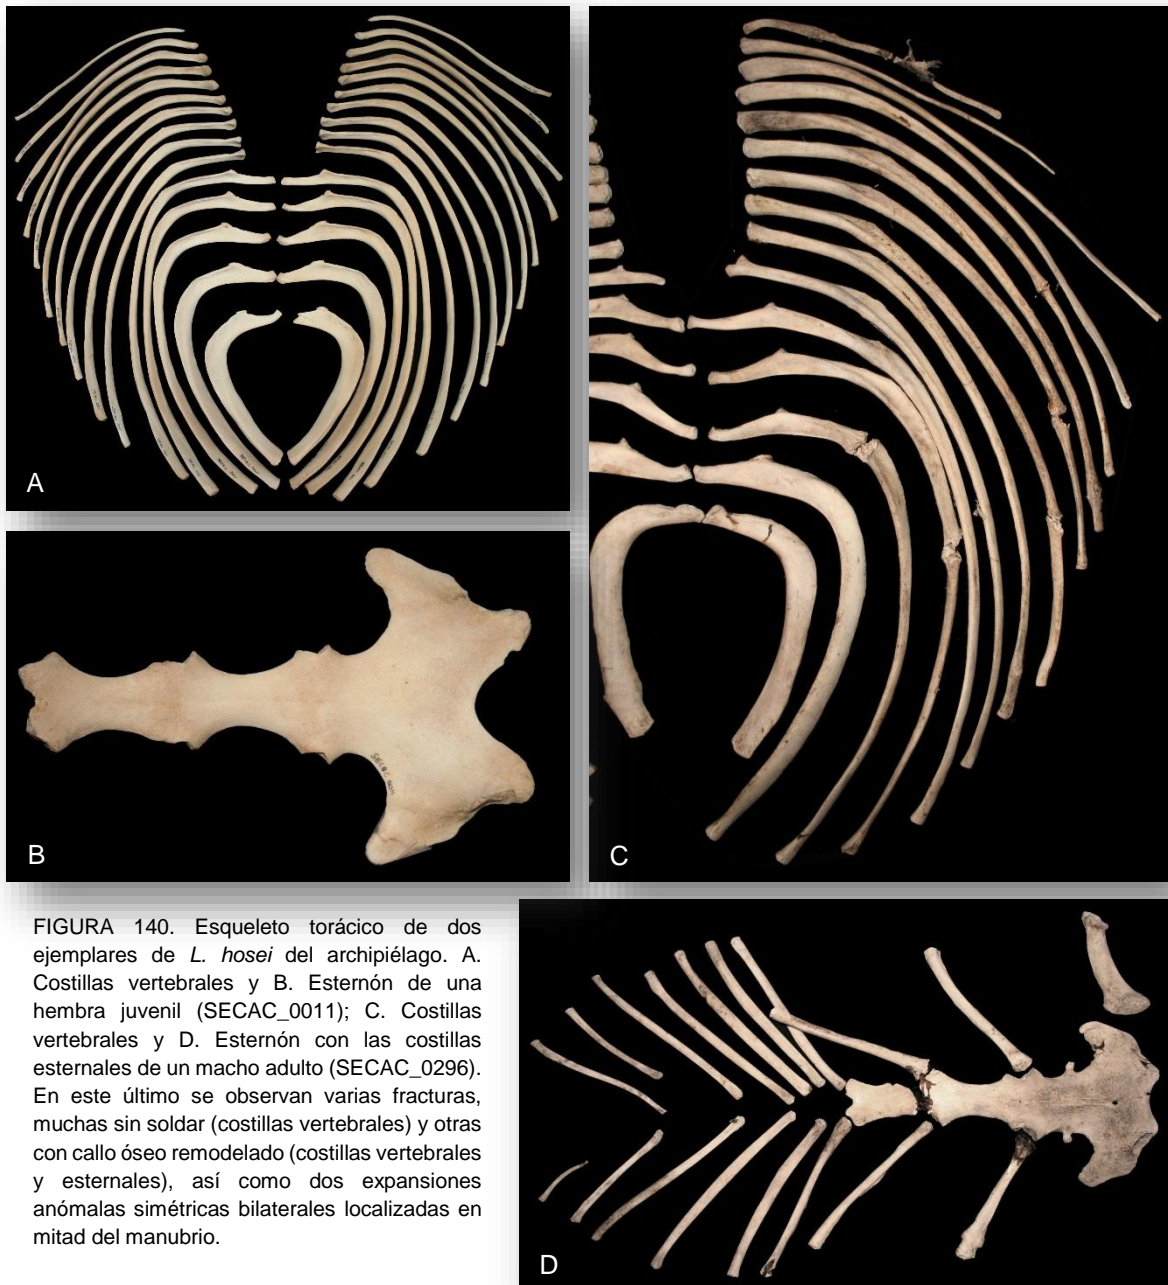 A
B
C
FIGURA 140. Esqueleto torácico de dos
ejemplares de L. hosei del archipiélago. A.
Costillas vertebrales y B. Esternón de una
hembra juvenil (SECAC_0011); C. Costillas
vertebrales y D. Esternón con las costillas
esternales de un macho adulto (SECAC_0296).
En este último se observan varias fracturas,
muchas sin soldar (costillas vertebrales) y otras
con callo óseo remodelado (costillas vertebrales
y esternales), así como dos expansiones
anómalas simétricas bilaterales localizadas en
mitad del manubrio.
D